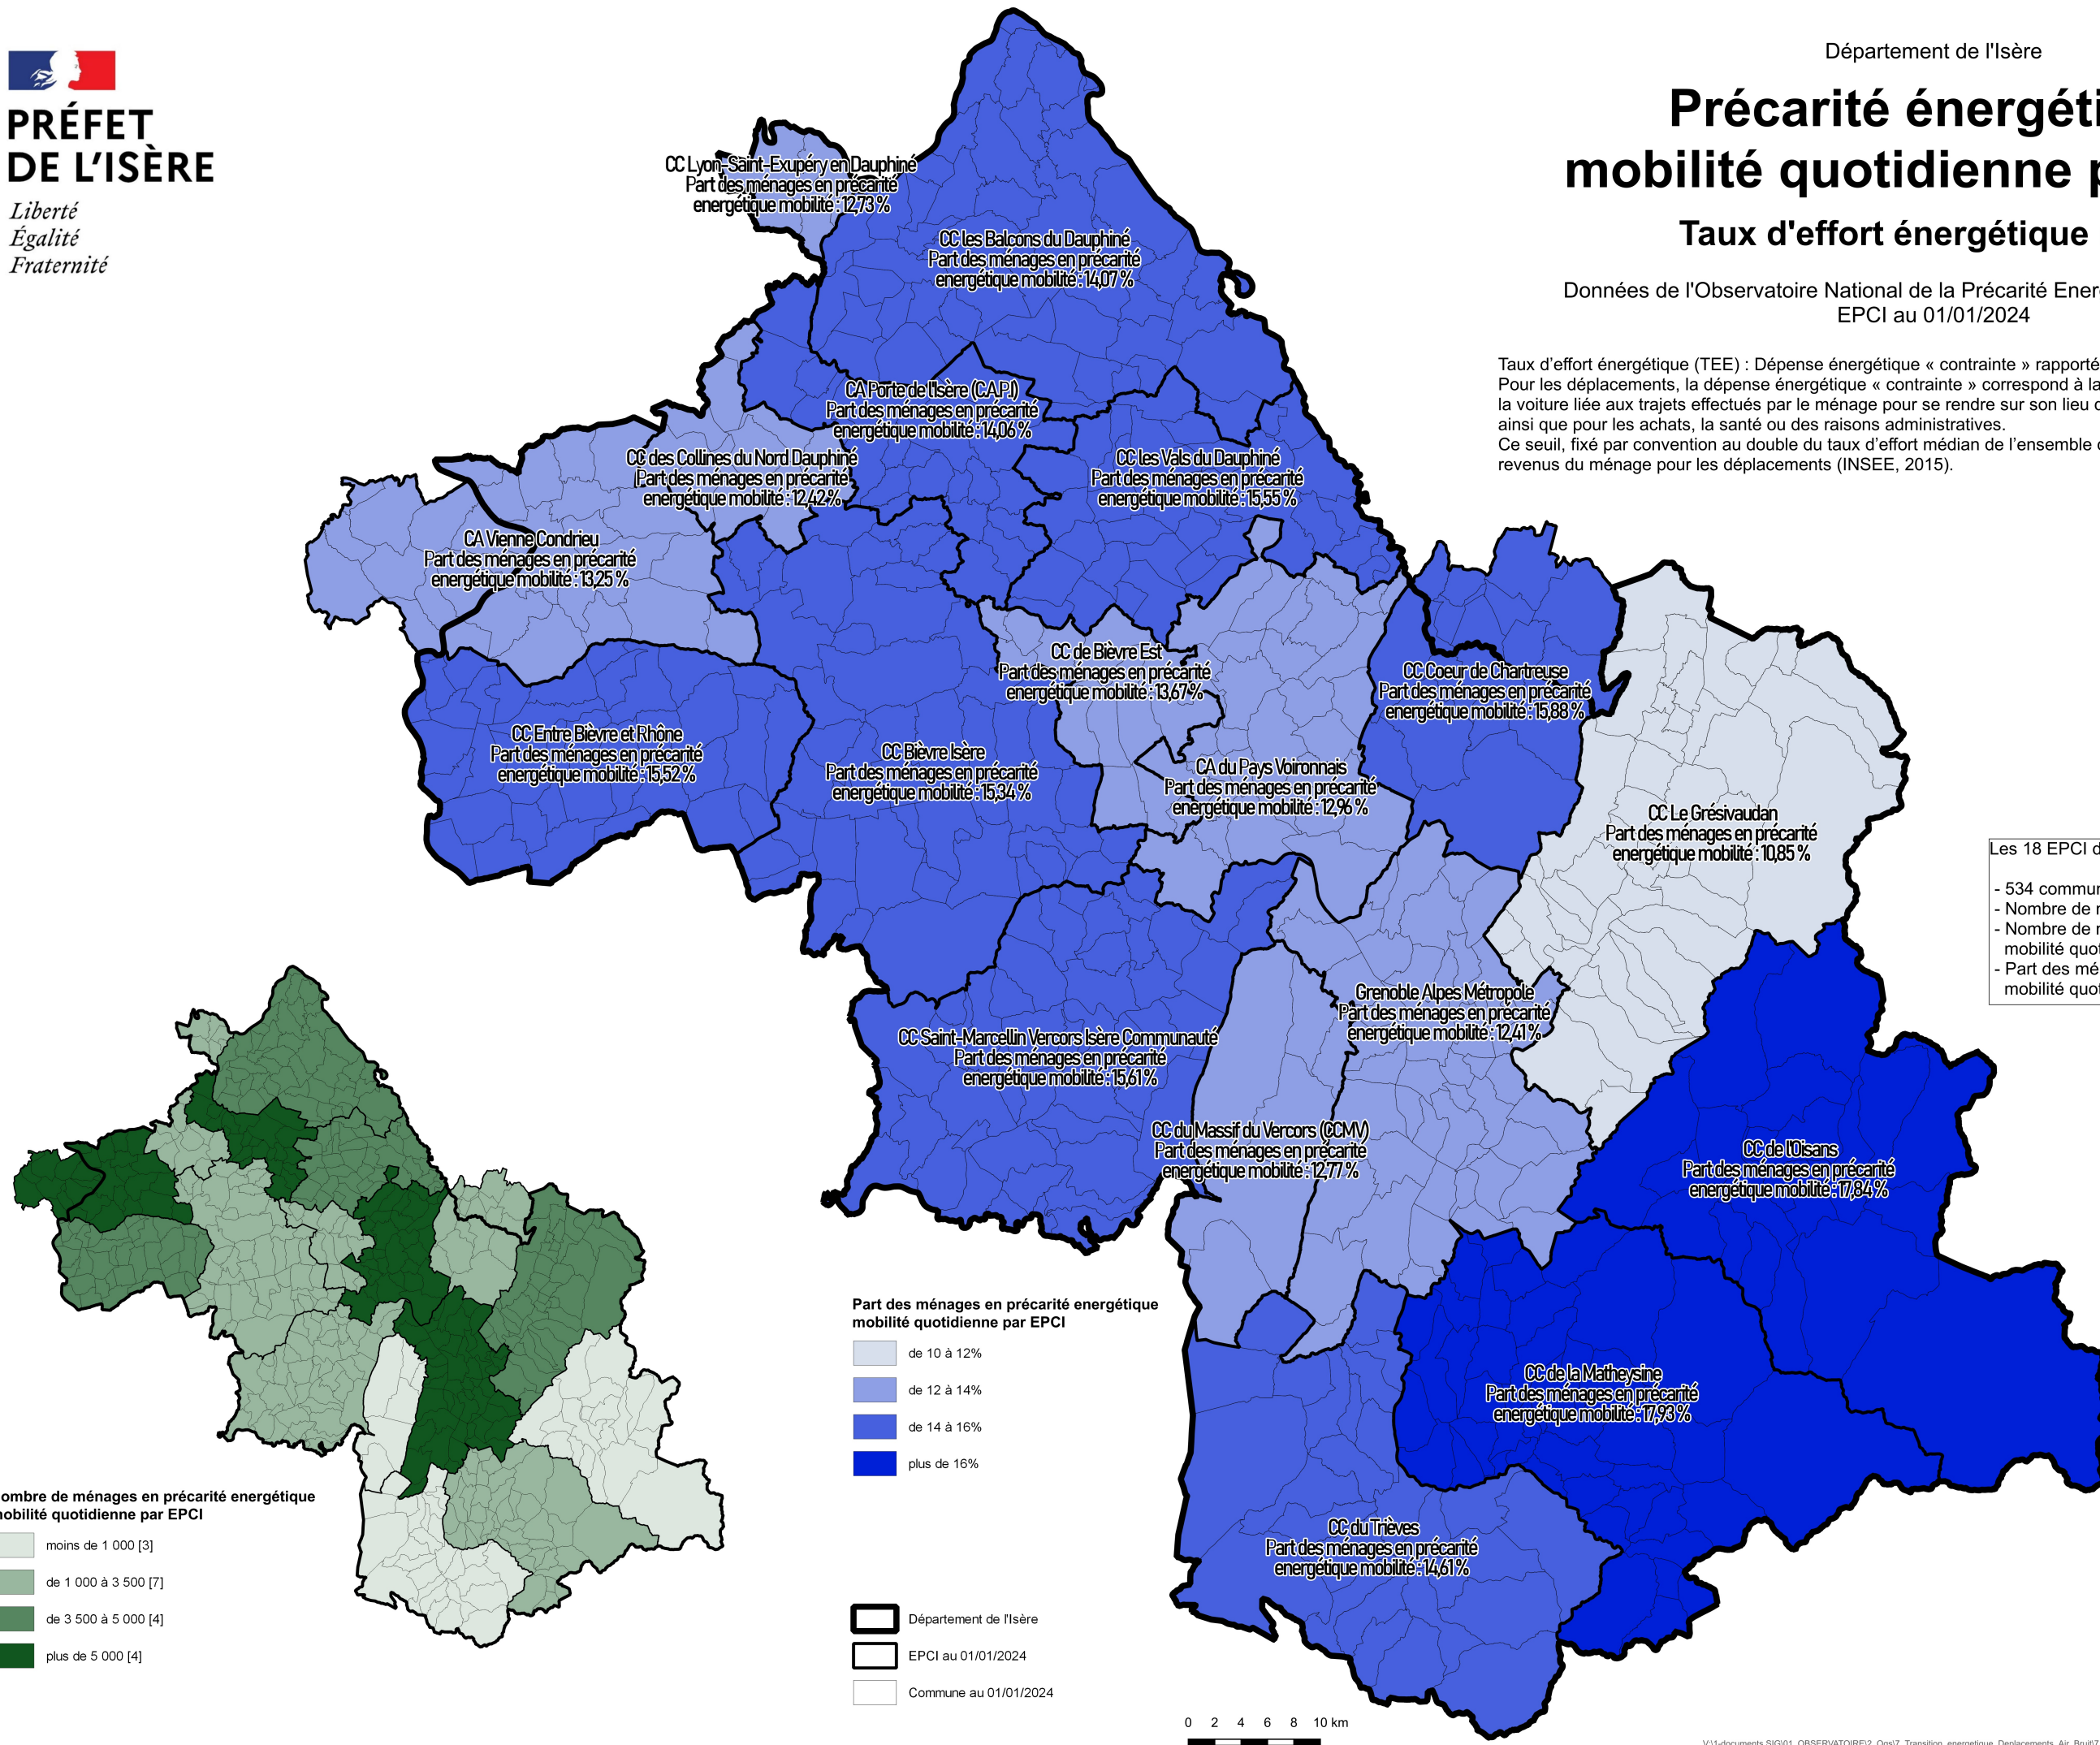 PRÉFET
DE L'ISÈRE
Liberté
Égalité
Fraternité
Département de l'Isère
Précarité énergéti
mobilité quotidienne p
Taux d'effort énergétique
Données de l'Observatoire National de la Précarité Ener
EPCI au 01/01/2024
Taux d'effort énergétique (TEE) : Dépense énergétique « contrainte » rapporté
Pour les déplacements, la dépense énergétique « contrainte » correspond à la
la voiture liée aux trajets effectués par le ménage pour se rendre sur son lieu
ainsi que pour les achats, la santé ou des raisons administratives.
Ce seuil, fixé par convention au double du taux d'effort médian de l'ensemble
revenus du ménage pour les déplacements (INSEE, 2015).
CC Lyon-Saint-Exupéry en Dauphiné
Part des ménages en précarité
energétique mobilité : 12,73 %
CC les Balcons du Dauphiné
Part des ménages en précarité
energétique mobilité : 14,07 %
CA Porte de l'Isère (C.A.P.I)
Part des ménages en précarité
energétique mobilité : 14,06 %
CC des Collines du Nord Dauphiné
Part des ménages en précarité
energétique mobilité : 12,42 %
CC les Vals du Dauphiné
Part des ménages en précarité
energétique mobilité : 15,55 %
CA Vienne Condrieu
Part des ménages en précarité
energétique mobilité : 13,25 %
CC de Bièvre Est
Part des ménages en précarité
energétique mobilité : 13,67 %
CC Coeur de Chartreuse
Part des ménages en précarité
energétique mobilité : 15,88 %
CC Entre Bièvre et Rhône
Part des ménages en précarité
energétique mobilité : 15,52 %
CC Bièvre Isère
Part des ménages en précarité
energétique mobilité : 15,34 %
CA du Pays Voironnais
Part des ménages en précarité
energétique mobilité : 12,96 %
CC Le Grésivaudan
Part des ménages en précarité
energétique mobilité : 10,85 %
Les 18 EPCI d
- 534 commun
- Nombre de r
- Nombre de r
mobilité quot
- Part des mé
mobilité quot
Grenoble Alpes Métropole
Part des ménages en précarité
energétique mobilité : 12,41 %
CC Saint-Marcellin Vercors Isère Communauté
Part des ménages en précarité
energétique mobilité : 15,61 %
CC du Massif du Vercors (CCMV)
Part des ménages en précarité
energétique mobilité : 12,77 %
CC de l'Oisans
Part des ménages en précarité
energétique mobilité : 17,84 %
CC de la Matheysine
Part des ménages en précarité
energétique mobilité : 17,93 %
CC du Trièves
Part des ménages en précarité
energétique mobilité : 14,61 %
Part des ménages en précarité energétique
mobilité quotidienne par EPCI
de 10 à 12%
de 12 à 14%
de 14 à 16%
plus de 16%
ombre de ménages en précarité energétique
mobilité quotidienne par EPCI
moins de 1 000 [3]
de 1 000 à 3 500 [7]
de 3 500 à 5 000 [4]
plus de 5 000 [4]
Département de l'Isère
EPCI au 01/01/2024
Commune au 01/01/2024
0 2 4 6 8 10 km